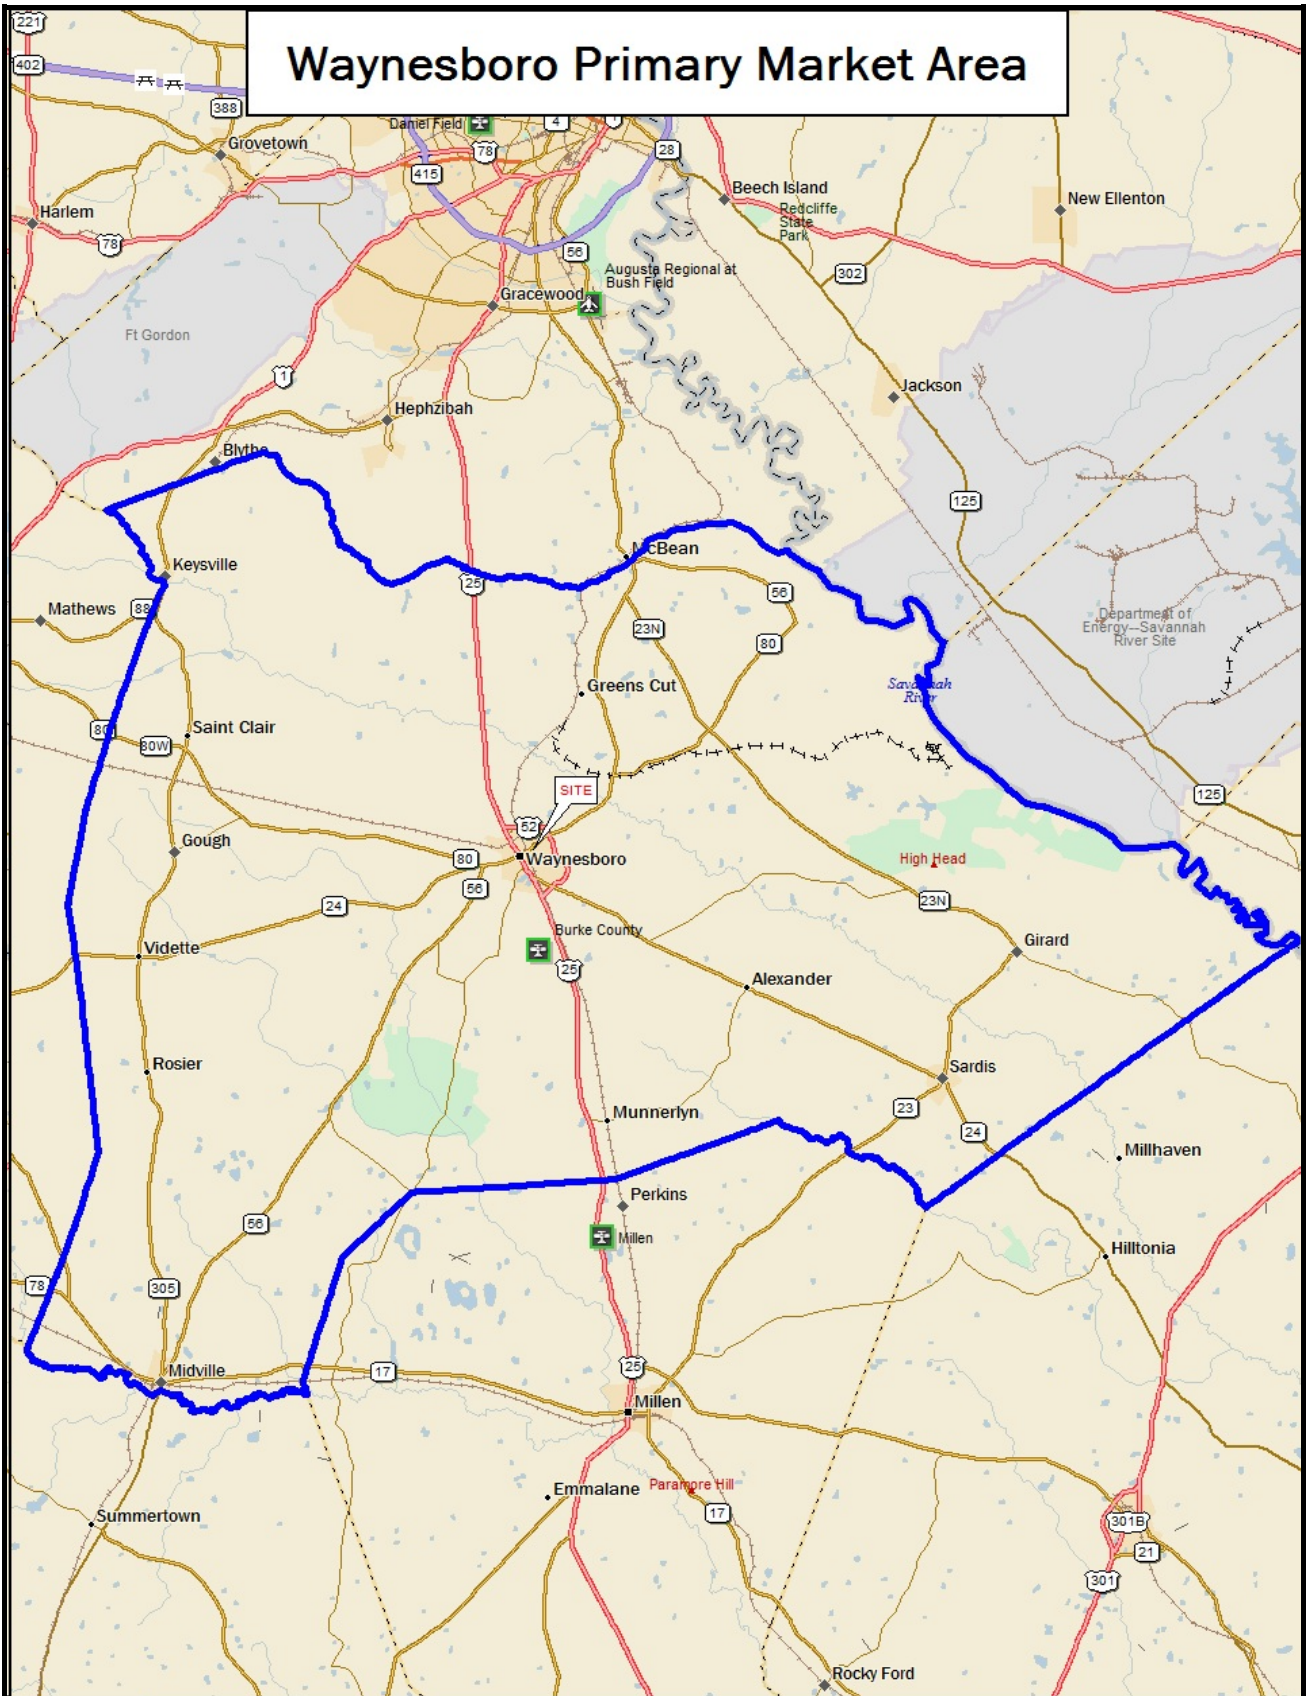 Waynesboro Primary Market Area
221
402
388
Grovetown
Daniel Field
4
1
78
28
415
Beech Island
New Ellenton
Harlem
Redcliffe
State
Park
78
56
302
Augusta Regional at
Bush Field
Gracewood
Ft Gordon
1
Jackson
Hephzibah
Blythe
125
McBean
Keysville
25
56
Mathews
88
23N
80
Department of
Energy--Savannah
River Site
Greens Cut
Savannah
River
80
Saint Clair
80W
SITE
125
52
Gough
80
Waynesboro
High Head
56
24
23N
Burke County
Girard
Vidette
25
Alexander
Rosier
Sardis
23
Munnerlyn
24
Millhaven
Perkins
56
Millen
Hilltonia
78
305
Midville
17
25
Millen
Emmalane
Paramore Hill
17
Summertown
301B
21
301
Rocky Ford